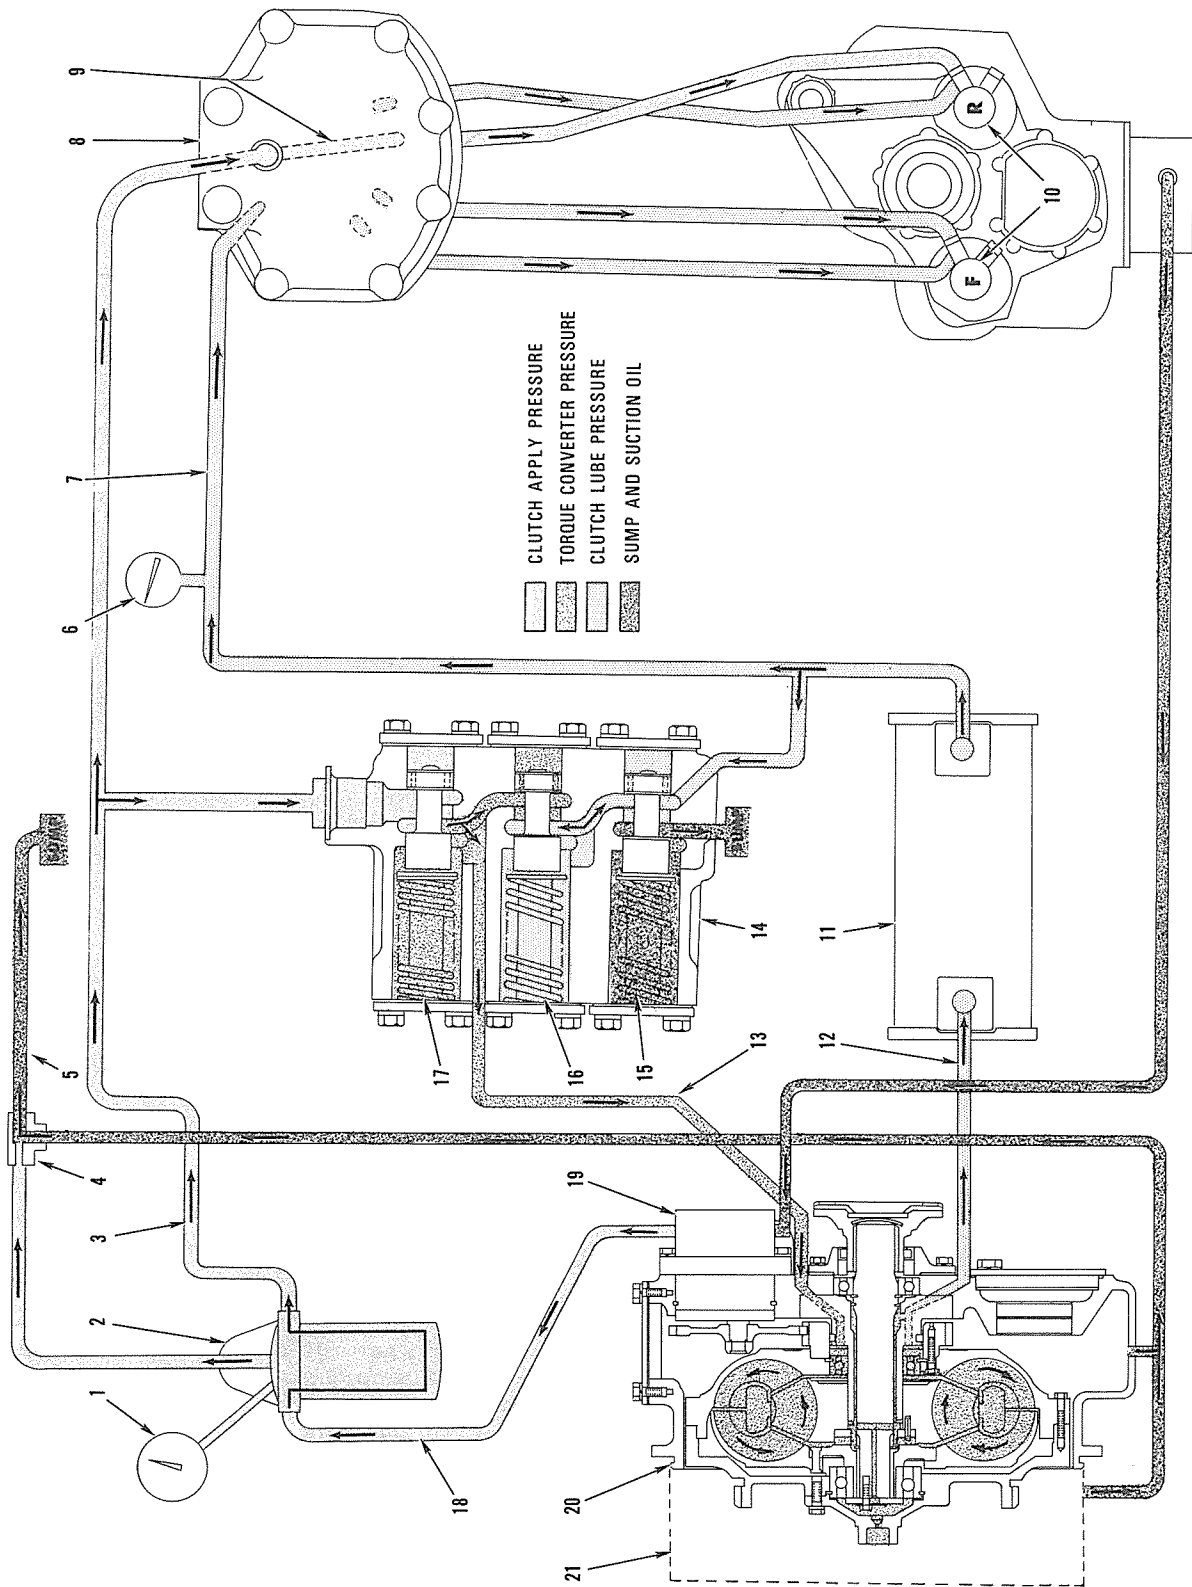 1
2
3
4
5
6
7
8
9
10
11
12
13
14
15
16
17
18
19
20
21
CLUTCH APPLY PRESSURE
TORQUE CONVERTER PRESSURE
CLUTCH LUBE PRESSURE
SUMP AND SUCTION OIL
F
R
SUMP
SUMP